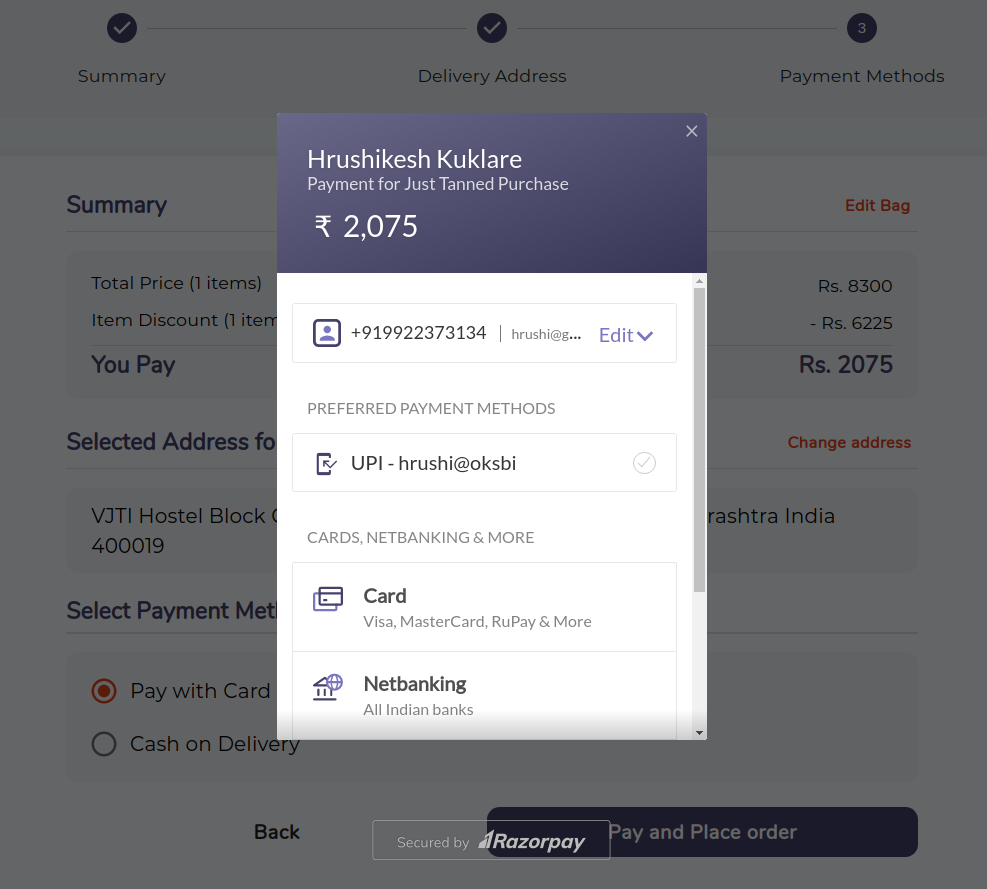 3
Summary
Delivery Address
Payment Methods
Hrushikesh Kuklare
Payment for Just Tanned Purchase
₹ 2,075
Summary
Edit Bag
Total Price (1 items)
Rs. 8300
Item Discount (1 item
- Rs. 6225
You Pay
Rs. 2075
+919922373134 | hrushi@g... Edit
PREFERRED PAYMENT METHODS
Selected Address fo
Change address
UPI - hrushi@oksbi
VJTI Hostel Block
rashtra India
400019
CARDS, NETBANKING & MORE
Card
Visa, MasterCard, RuPay & More
Select Payment Met
Netbanking
All Indian banks
Pay with Card
Cash on Delivery
Back
Pay and Place order
Secured by Razorpay